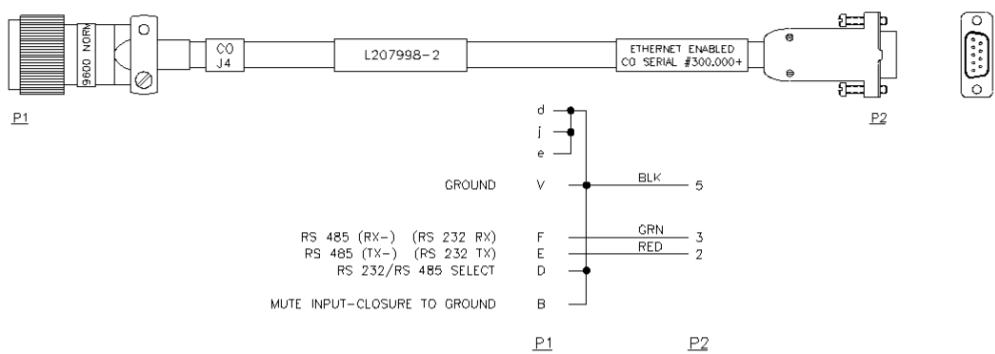 9600 NORM
CO
J4
L207998-2
ETHERNET ENABLED
CO SERIAL #300.000+
P1
P2
d
j
e
GROUND V BLK 5
RS 485 (RX-) (RS 232 RX) F GRN 3
RS 485 (TX-) (RS 232 TX) E RED 2
RS 232/RS 485 SELECT D
MUTE INPUT-CLOSURE TO GROUND B
P1 P2